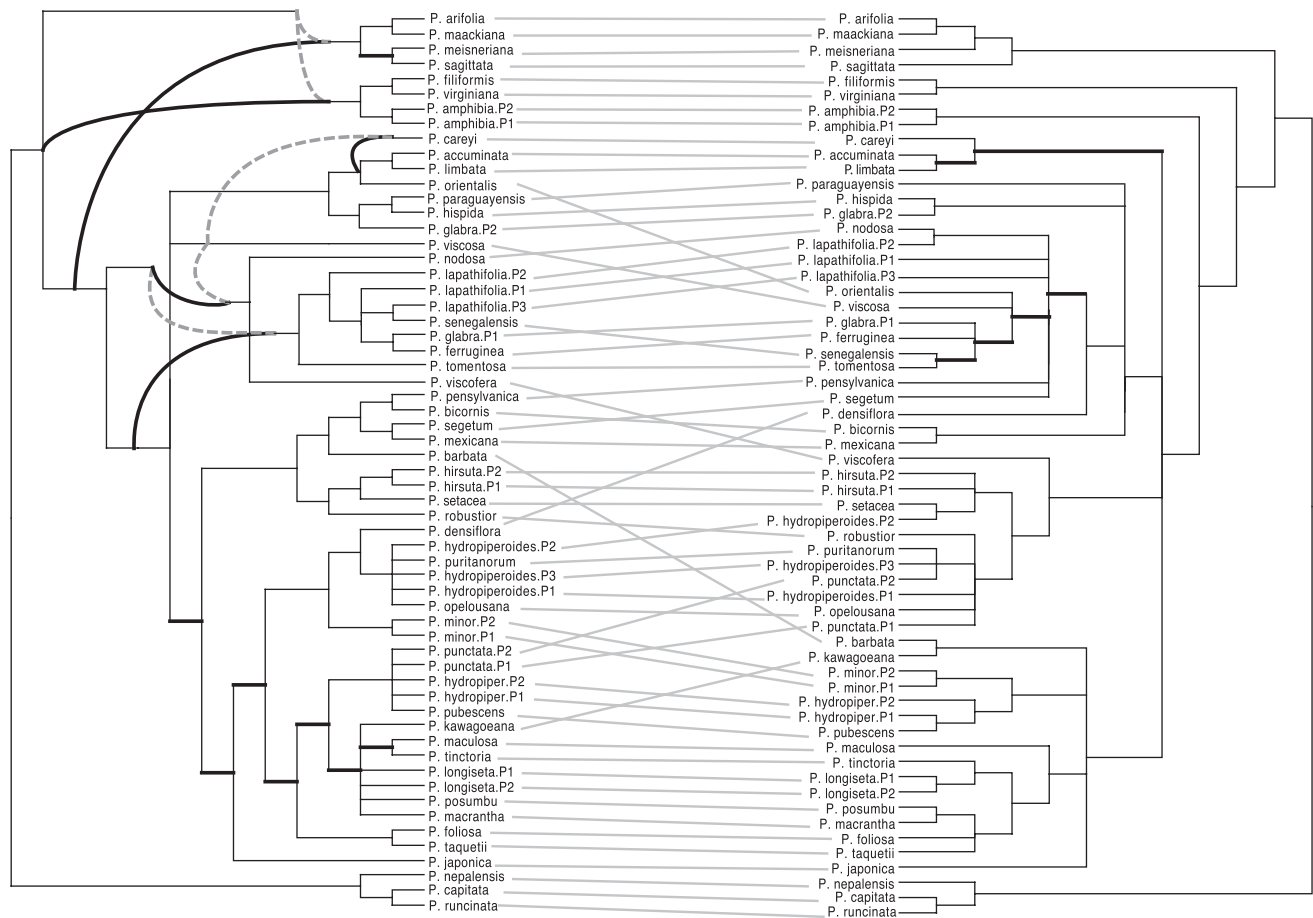 P. arifolia
P. maackiana
P. meisneriana
P. sagittata
P. filiformis
P. virginiana
P. amphibia.P2
P. amphibia.P1
P. careyi
P. accuminata
P. limbata
P. orientalis
P. paraguayensis
P. hispida
P. glabra.P2
P. viscosa
P. nodosa
P. lapathifolia.P2
P. lapathifolia.P1
P. lapathifolia.P3
P. senegalensis
P. glabra.P1
P. ferruginea
P. tomentosa
P. viscofera
P. pensylvanica
P. bicornis
P. segetum
P. mexicana
P. barbata
P. hirsuta.P2
P. hirsuta.P1
P. setacea
P. robustior
P. densiflora
P. hydropiperoides.P2
P. puritanorum
P. hydropiperoides.P3
P. hydropiperoides.P1
P. opelousana
P. minor.P2
P. minor.P1
P. punctata.P2
P. punctata.P1
P. hydropiper.P2
P. hydropiper.P1
P. pubescens
P. kawagoeana
P. maculosa
P. tinctoria
P. longiseta.P1
P. longiseta.P2
P. posumbu
P. macrantha
P. foliosa
P. taquetii
P. japonica
P. nepalensis
P. capitata
P. runcinata
P. arifolia
P. maackiana
P. meisneriana
P. sagittata
P. filiformis
P. virginiana
P. amphibia.P2
P. amphibia.P1
P. careyi
P. accuminata
P. limbata
P. paraguayensis
P. hispida
P. glabra.P2
P. nodosa
P. lapathifolia.P2
P. lapathifolia.P1
P. lapathifolia.P3
P. orientalis
P. viscosa
P. glabra.P1
P. ferruginea
P. senegalensis
P. tomentosa
P. pensylvanica
P. segetum
P. densiflora
P. bicornis
P. mexicana
P. viscofera
P. hirsuta.P2
P. hirsuta.P1
P. setacea
P. hydropiperoides.P2
P. robustior
P. puritanorum
P. hydropiperoides.P3
P. punctata.P2
P. hydropiperoides.P1
P. opelousana
P. punctata.P1
P. barbata
P. kawagoeana
P. minor.P2
P. minor.P1
P. hydropiper.P2
P. hydropiper.P1
P. pubescens
P. maculosa
P. tinctoria
P. longiseta.P1
P. longiseta.P2
P. posumbu
P. macrantha
P. foliosa
P. taquetii
P. japonica
P. nepalensis
P. capitata
P. runcinata